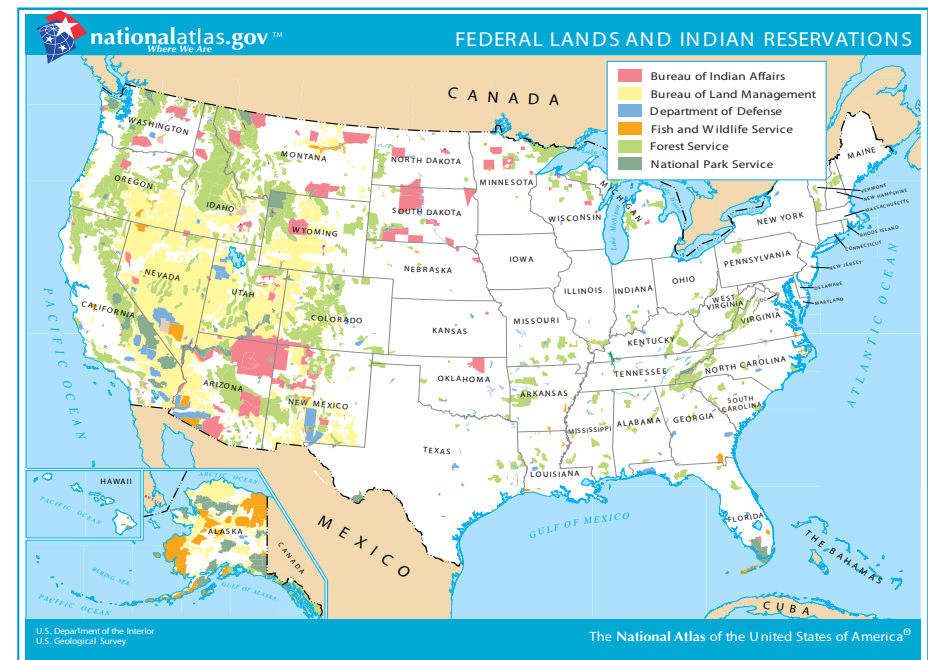 nationalatlas.gov ™
Where We Are
FEDERAL LANDS AND INDIAN RESERVATIONS
Bureau of Indian Affairs
Bureau of Land Management
Department of Defense
Fish and Wildlife Service
Forest Service
National Park Service
CANADA
WASHINGTON
MONTANA
NORTH DAKOTA
MINNESOTA
MAINE
OREGON
IDAHO
SOUTH DAKOTA
WISCONSIN
MICHIGAN
Lake Michigan
NEW YORK
VERMONT
NEW HAMPSHIRE
MASSACHUSETTS
RHODE ISLAND
CONNECTICUT
NEW JERSEY
WYOMING
NEBRASKA
IOWA
PENNSYLVANIA
DELAWARE
MARYLAND
NEVADA
UTAH
COLORADO
ILLINOIS
INDIANA
OHIO
WEST
VIRGINIA
DC
VIRGINIA
CALIFORNIA
KANSAS
MISSOURI
KENTUCKY
ARIZONA
NEW MEXICO
OKLAHOMA
ARKANSAS
TENNESSEE
NORTH CAROLINA
SOUTH
CAROLINA
TEXAS
LOUISIANA
MISSISSIPPI
ALABAMA
GEORGIA
FLORIDA
PACIFIC OCEAN
ATLANTIC OCEAN
GULF OF MEXICO
MEXICO
THE BAHAMAS
CUBA
HAWAII
PACIFIC OCEAN
ARCTIC OCEAN
ALASKA
CANADA
BERING SEA
GULF OF ALASKA
PACIFIC OCEAN
U.S. Department of the Interior
U.S. Geological Survey
The National Atlas of the United States of America®